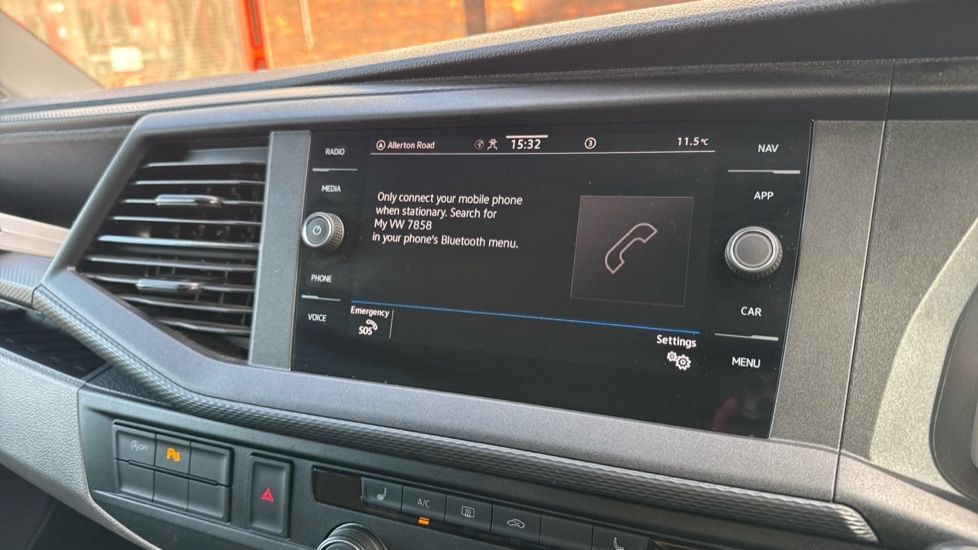 RADIO
MEDIA
PHONE
VOICE
Allerton Road
15:32
3
11.5°C
Only connect your mobile phone
when stationary. Search for
My VW 7858
in your phone's Bluetooth menu.
Emergency
SOS
Settings
NAV
APP
CAR
MENU
A/C